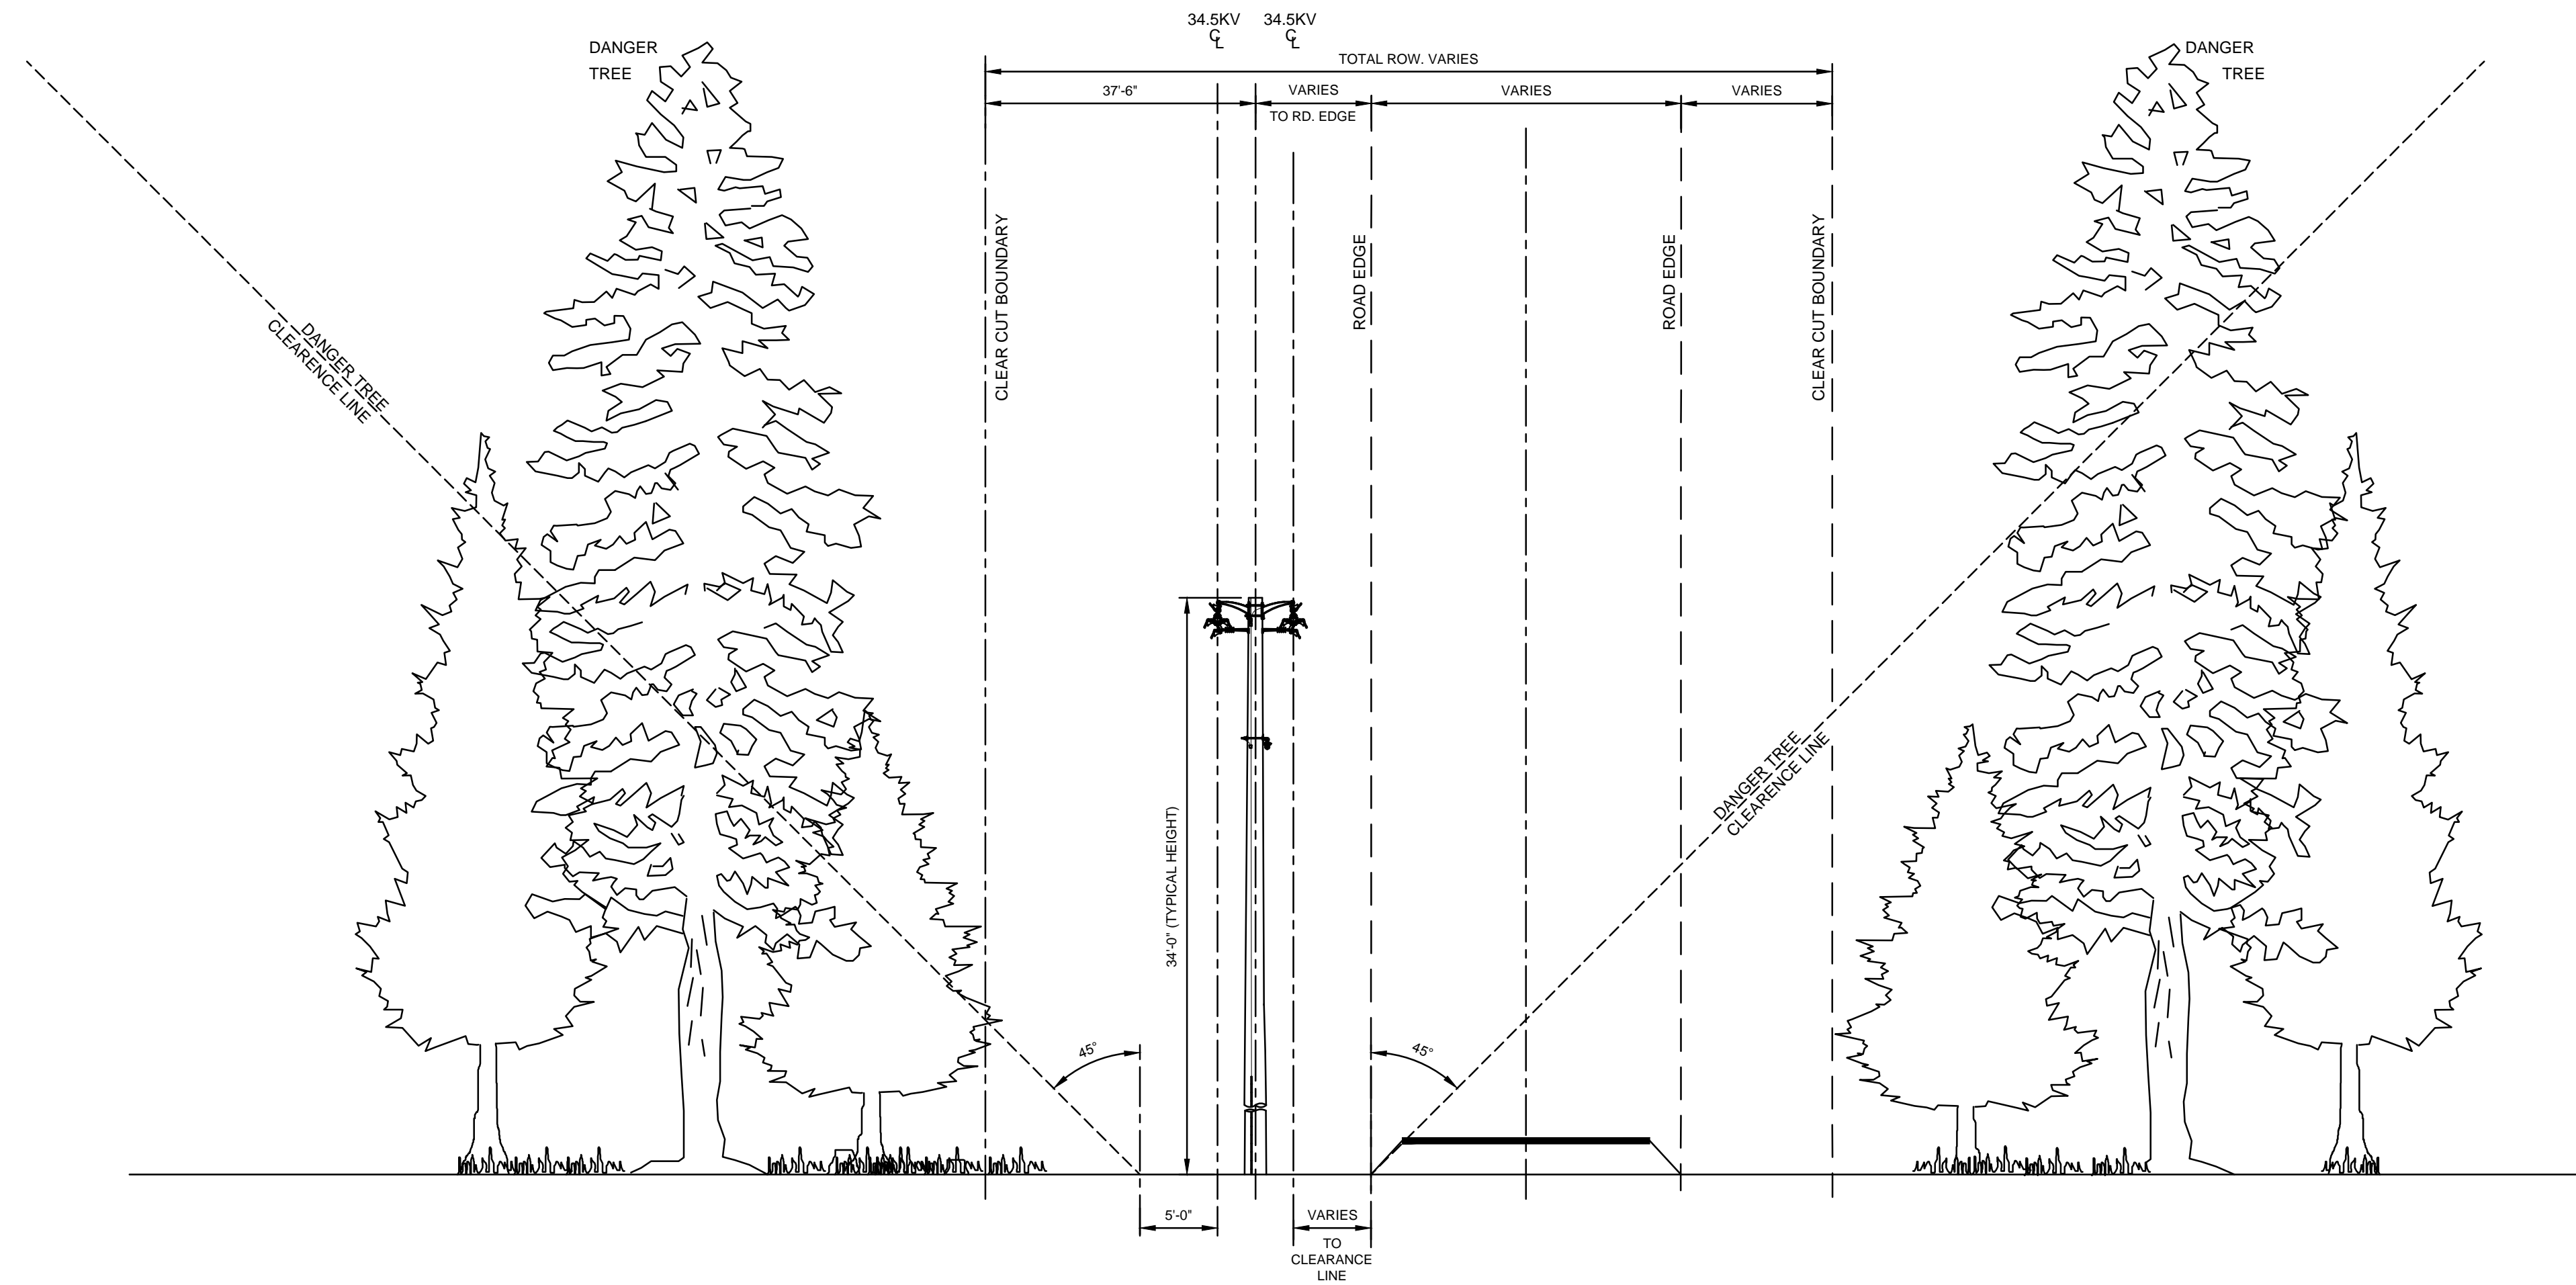 34.5KV 34.5KV
℄ ℄
DANGER
TREE
DANGER
TREE
TOTAL ROW. VARIES
37'-6"
VARIES
TO RD. EDGE
VARIES
VARIES
CLEAR CUT BOUNDARY
ROAD EDGE
ROAD EDGE
CLEAR CUT BOUNDARY
DANGER TREE
CLEARENCE LINE
DANGER TREE
CLEARENCE LINE
34'-0" (TYPICAL HEIGHT)
45°
45°
5'-0"
VARIES
TO
CLEARANCE
LINE